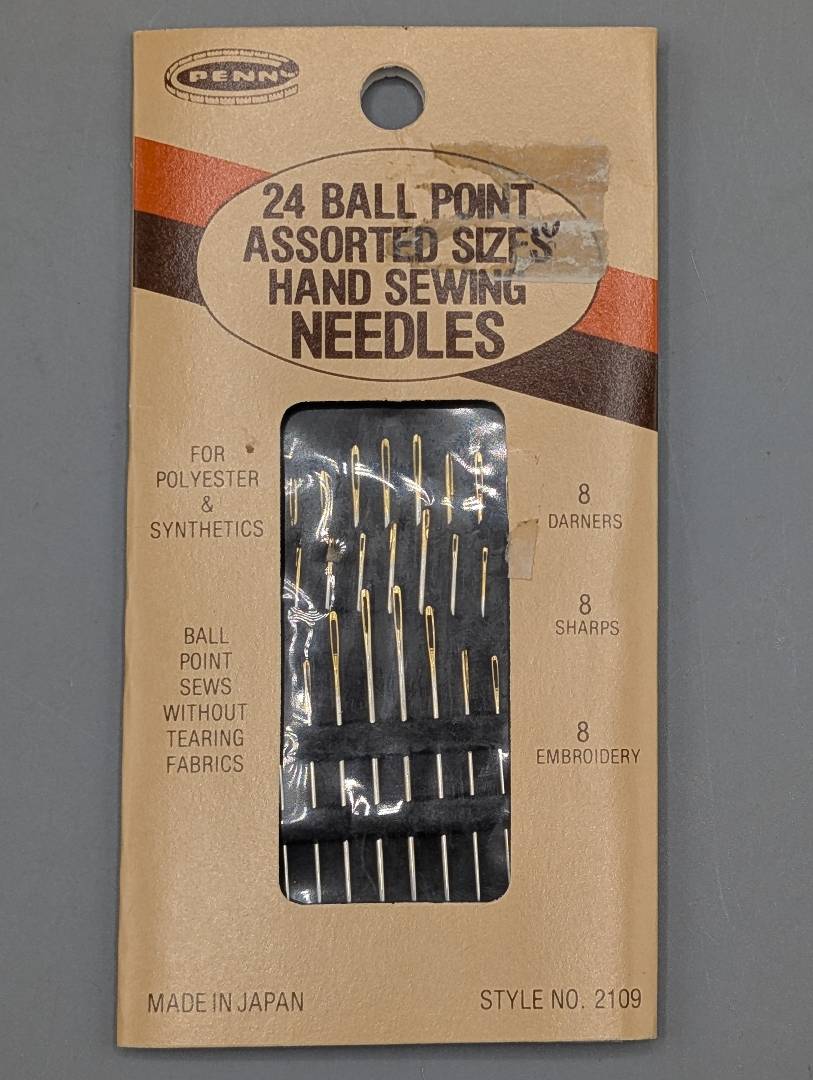 PENN
24 BALL POINT
ASSORTED SIZES
HAND SEWING
NEEDLES
FOR
POLYESTER
&
SYNTHETICS
BALL
POINT
SEWS
WITHOUT
TEARING
FABRICS
8
DARNERS
8
SHARPS
8
EMBROIDERY
MADE IN JAPAN
STYLE NO. 2109